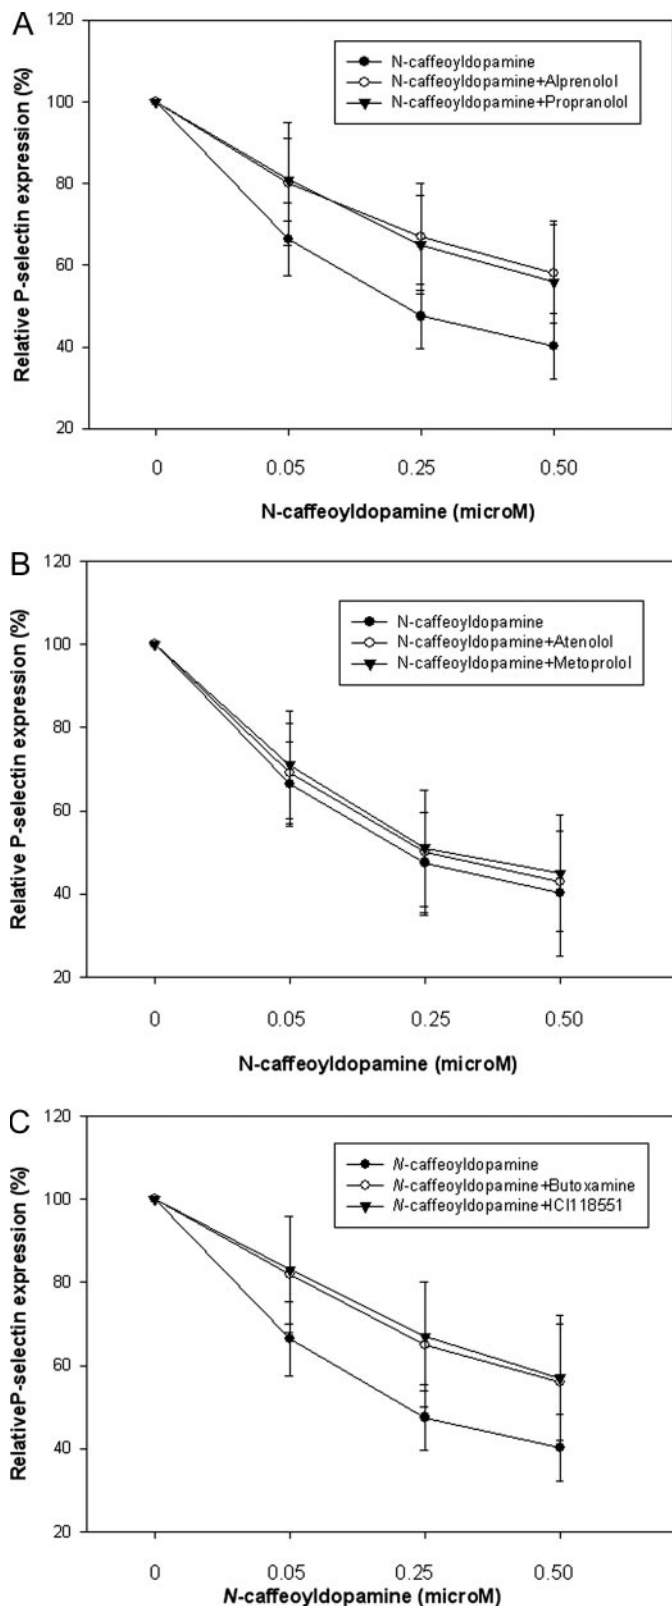 A
120
100
80
60
40
20
Relative P-selectin expression (%)
N-caffeoyldopamine
N-caffeoyldopamine+Alprenolol
N-caffeoyldopamine+Propranolol
0 0.05 0.25 0.50
N-caffeoyldopamine (microM)
B
120
100
80
60
40
20
Relative P-selectin expression (%)
N-caffeoyldopamine
N-caffeoyldopamine+Atenolol
N-caffeoyldopamine+Metoprolol
0 0.05 0.25 0.50
N-caffeoyldopamine (microM)
C
120
100
80
60
40
20
RelativeP-selectin expression (%)
N-caffeoyldopamine
N-caffeoyldopamine+Butoxamine
N-caffeoyldopamine+ICI118551
0 0.05 0.25 0.50
N-caffeoyldopamine (microM)